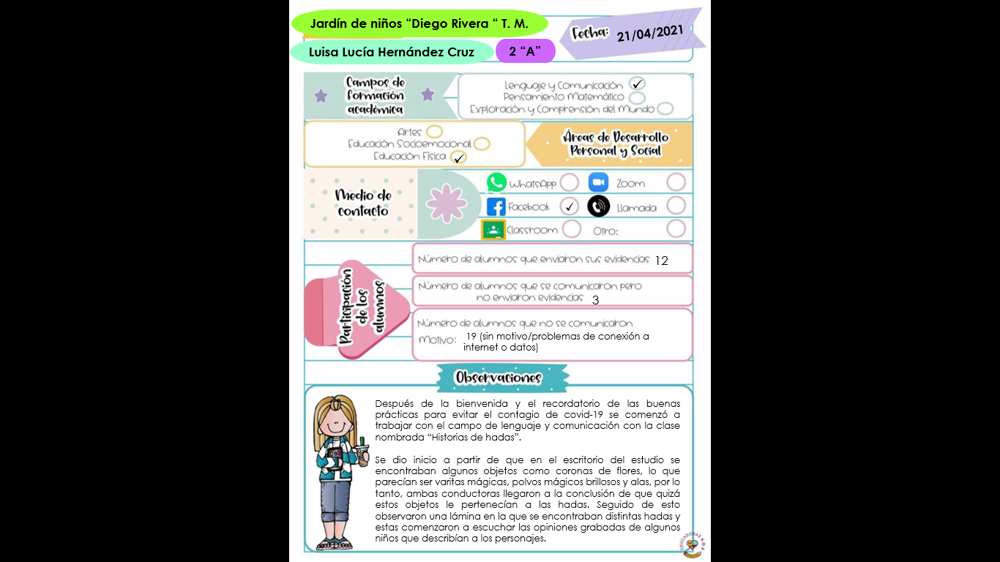 Jardín de niños “Diego Rivera “ T. M.
Fecha: 21/04/2021
Luisa Lucía Hernández Cruz
2 “A”
Campos de
formación
académica
Lenguaje y Comunicación ✓
Pensamiento Matemático
Exploración y Comprensión del Mundo
Artes
Educación Socioemocional
Educación Física ✓
Áreas de Desarrollo
Personal y Social
Medio de
contacto
WhatsApp
Zoom
Facebook ✓
Llamada
Classroom
Otro:
Participación
de los
alumnos
Número de alumnos que enviaron sus evidencias 12
Número de alumnos que se comunicaron pero
no enviaron evidencias 3
Número de alumnos que no se comunicaron
Motivo: 19 (sin motivo/problemas de conexión a
internet o datos)
Observaciones
Después de la bienvenida y el recordatorio de las buenas
prácticas para evitar el contagio de covid-19 se comenzó a
trabajar con el campo de lenguaje y comunicación con la clase
nombrada “Historias de hadas”.
Se dio inicio a partir de que en el escritorio del estudio se
encontraban algunos objetos como coronas de flores, lo que
parecían ser varitas mágicas, polvos mágicos brillosos y alas, por lo
tanto, ambas conductoras llegaron a la conclusión de que quizá
estos objetos le pertenecían a las hadas. Seguido de esto
observaron una lámina en la que se encontraban distintas hadas y
estas comenzaron a escuchar las opiniones grabadas de algunos
niños que describían a los personajes.
EDUCADORAS S.O.S